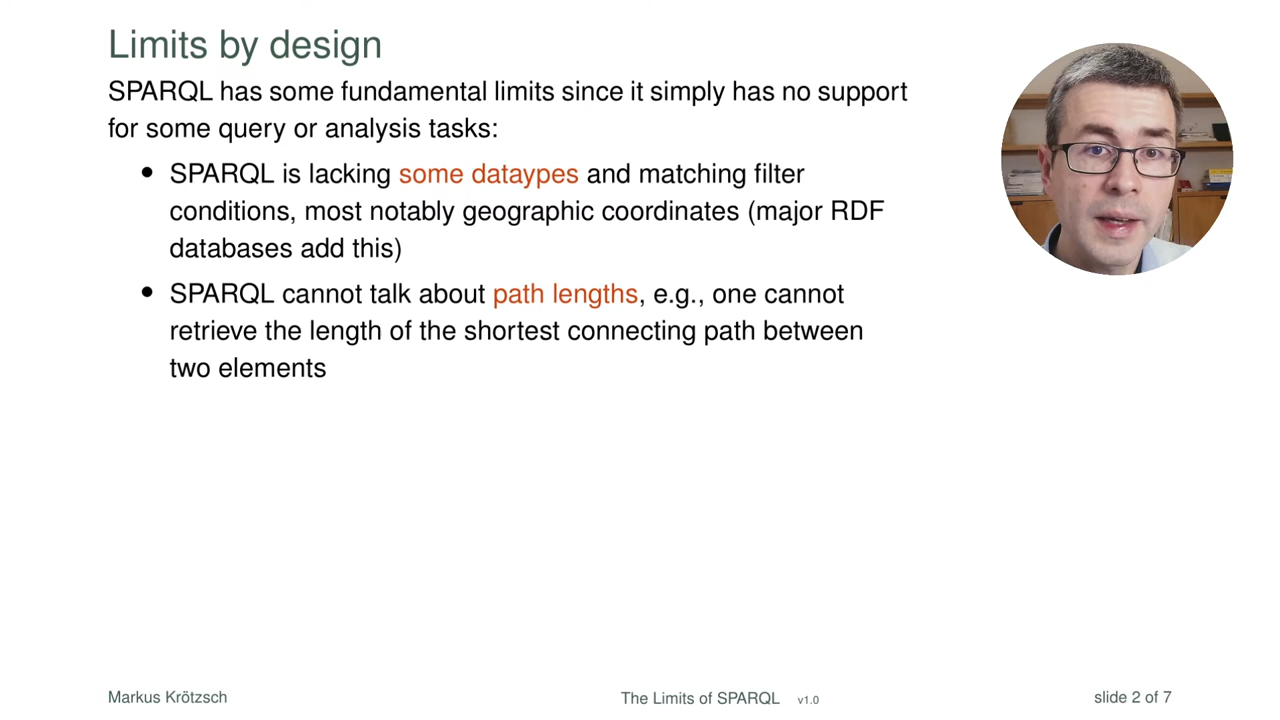 Limits by design
SPARQL has some fundamental limits since it simply has no support
for some query or analysis tasks:
• SPARQL is lacking some dataypes and matching filter
conditions, most notably geographic coordinates (major RDF
databases add this)
• SPARQL cannot talk about path lengths, e.g., one cannot
retrieve the length of the shortest connecting path between
two elements
Markus Krötzsch The Limits of SPARQL v1.0 slide 2 of 7